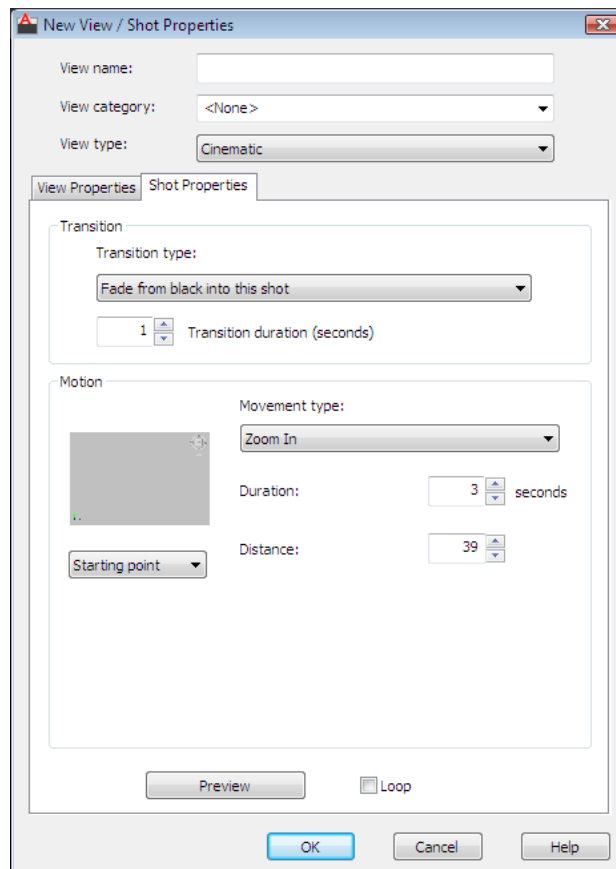 New View / Shot Properties
View name:
View category: <None>
View type: Cinematic
View Properties Shot Properties
Transition
Transition type:
Fade from black into this shot
1 Transition duration (seconds)
Motion
Movement type:
Zoom In
Duration: 3 seconds
Starting point
Distance: 39
Preview Loop
OK Cancel Help